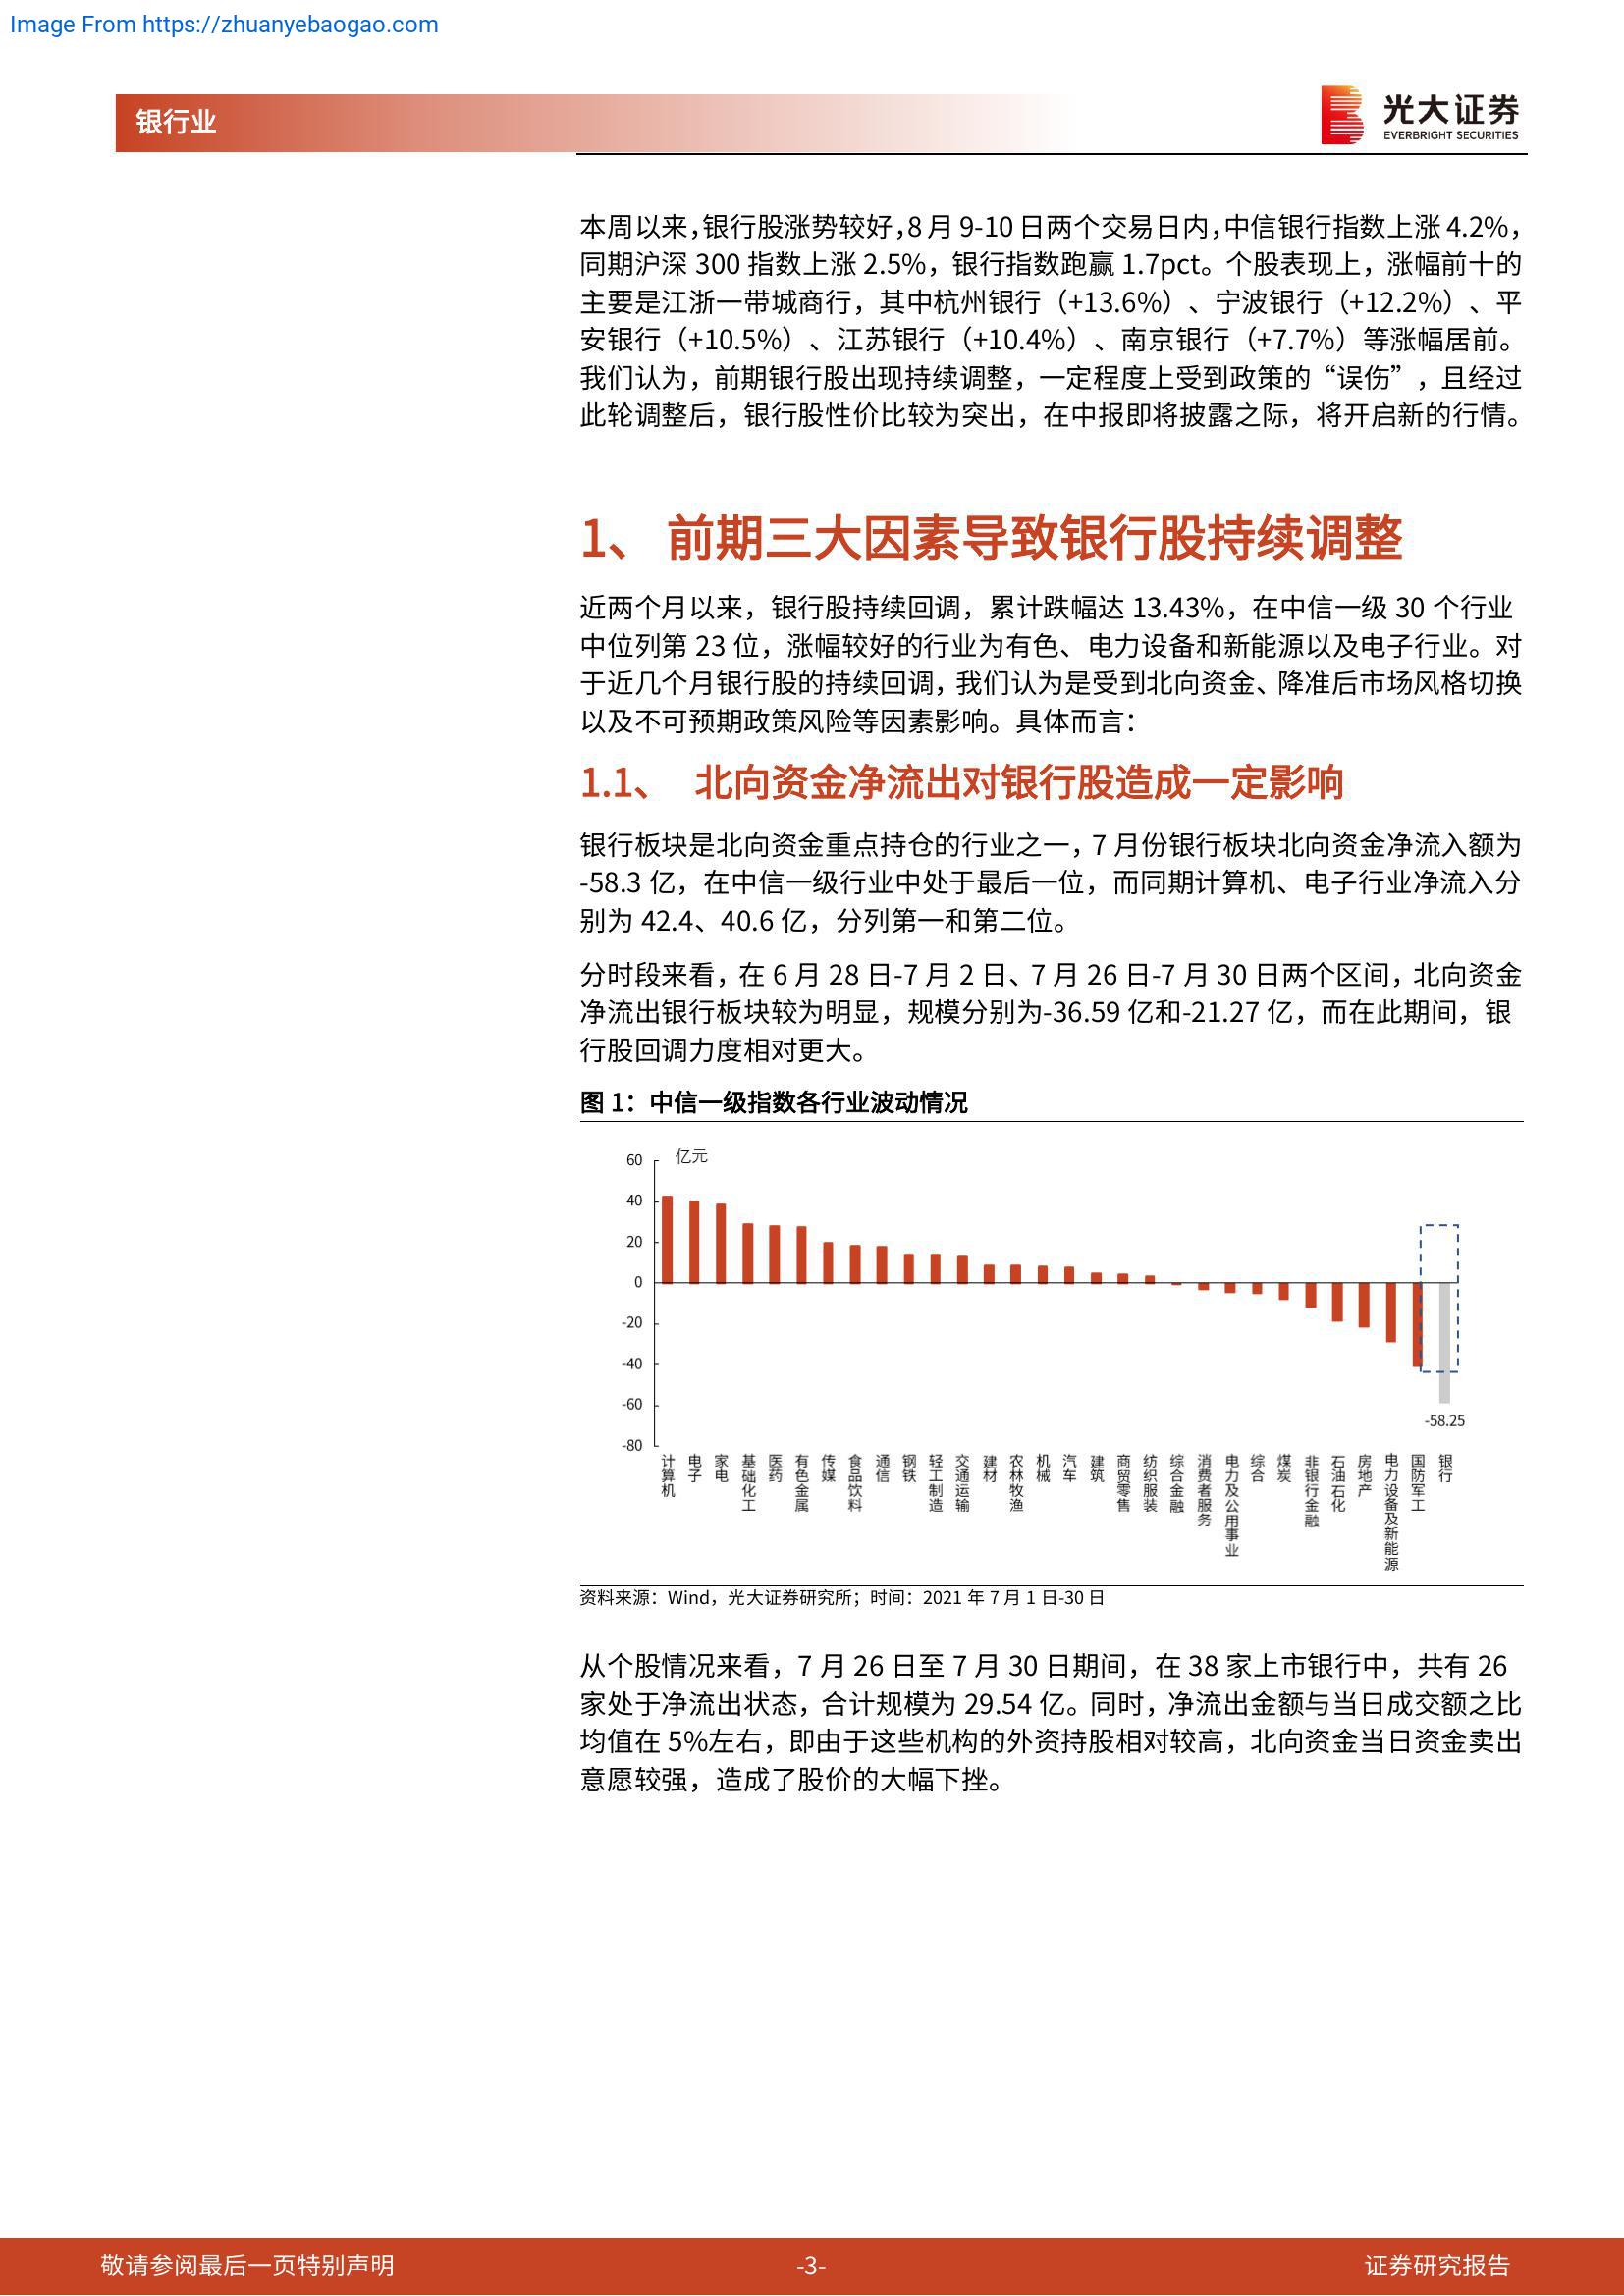 Image From https://zhuanyebaogao.com
银行业
光大证券
EVERBRIGHT SECURITIES
本周以来，银行股涨势较好，8 月 9-10 日两个交易日内，中信银行指数上涨 4.2%，
同期沪深 300 指数上涨 2.5%，银行指数跑赢 1.7pct。个股表现上，涨幅前十的
主要是江浙一带城商行，其中杭州银行（+13.6%）、宁波银行（+12.2%）、平
安银行（+10.5%）、江苏银行（+10.4%）、南京银行（+7.7%）等涨幅居前。
我们认为，前期银行股出现持续调整，一定程度上受到政策的“误伤”，且经过
此轮调整后，银行股性价比较为突出，在中报即将披露之际，将开启新的行情。
1、 前期三大因素导致银行股持续调整
近两个月以来，银行股持续回调，累计跌幅达 13.43%，在中信一级 30 个行业
中位列第 23 位，涨幅较好的行业为有色、电力设备和新能源以及电子行业。对
于近几个月银行股的持续回调，我们认为是受到北向资金、降准后市场风格切换
以及不可预期政策风险等因素影响。具体而言：
1.1、 北向资金净流出对银行股造成一定影响
银行板块是北向资金重点持仓的行业之一，7 月份银行板块北向资金净流入额为
-58.3 亿，在中信一级行业中处于最后一位，而同期计算机、电子行业净流入分
别为 42.4、40.6 亿，分列第一和第二位。
分时段来看，在 6 月 28 日-7 月 2 日、7 月 26 日-7 月 30 日两个区间，北向资金
净流出银行板块较为明显，规模分别为-36.59 亿和-21.27 亿，而在此期间，银
行股回调力度相对更大。
图 1：中信一级指数各行业波动情况
亿元
60
40
20
0
-20
-40
-60
-80
-58.25
计算机
电子
家电
基础化工
医药
有色金属
传媒
食品饮料
通信
钢铁
轻工制造
交通运输
建材
农林牧渔
机械
汽车
建筑
商贸零售
纺织服装
综合金融
消费者服务
电力及公用事业
综合
煤炭
非银行金融
石油石化
房地产
电力设备及新能源
国防军工
银行
资料来源：Wind，光大证券研究所；时间：2021 年 7 月 1 日-30 日
从个股情况来看，7 月 26 日至 7 月 30 日期间，在 38 家上市银行中，共有 26
家处于净流出状态，合计规模为 29.54 亿。同时，净流出金额与当日成交额之比
均值在 5%左右，即由于这些机构的外资持股相对较高，北向资金当日资金卖出
意愿较强，造成了股价的大幅下挫。
敬请参阅最后一页特别声明
-3-
证券研究报告